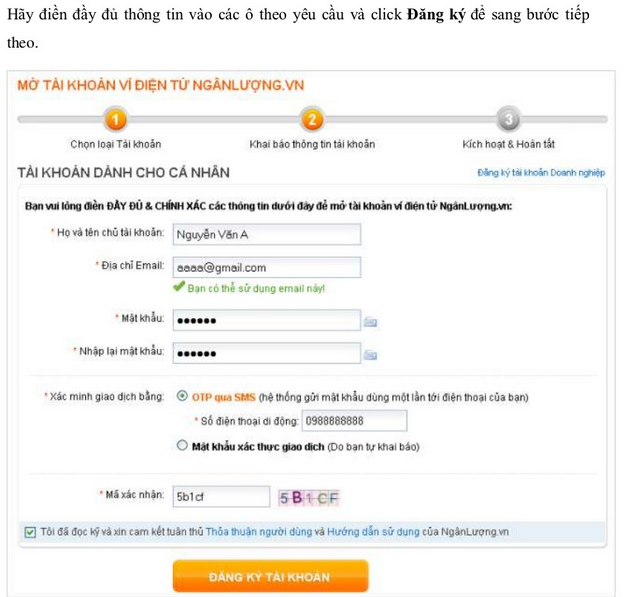 Hãy điền đầy đủ thông tin vào các ô theo yêu cầu và click Đăng ký để sang bước tiếp
theo.
MỞ TÀI KHOẢN VÍ ĐIỆN TỬ NGÂNLƯỢNG.VN
1 2 3
Chọn loại Tài khoản Khai báo thông tin tài khoản Kích hoạt & Hoàn tất
TÀI KHOẢN DÀNH CHO CÁ NHÂN Đăng ký tài khoản Doanh nghiệp
Bạn vui lòng điền ĐẦY ĐỦ & CHÍNH XÁC các thông tin dưới đây để mở tài khoản ví điện tử NgânLượng.vn:
* Họ và tên chủ tài khoản: Nguyễn Văn A
* Địa chỉ Email: aaaa@gmail.com
Bạn có thể sử dụng email này!
* Mật khẩu: ●●●●●●
* Nhập lại mật khẩu: ●●●●●●
* Xác minh giao dịch bằng: OTP qua SMS (hệ thống gửi mật khẩu dùng một lần tới điện thoại của bạn)
* Số điện thoại di động: 0988888888
Mật khẩu xác thực giao dịch (Do bạn tự khai báo)
* Mã xác nhận: 5b1cf 5B1CF
Tôi đã đọc kỹ và xin cam kết tuân thủ Thỏa thuận người dùng và Hướng dẫn sử dụng của NgânLượng.vn
ĐĂNG KÝ TÀI KHOẢN